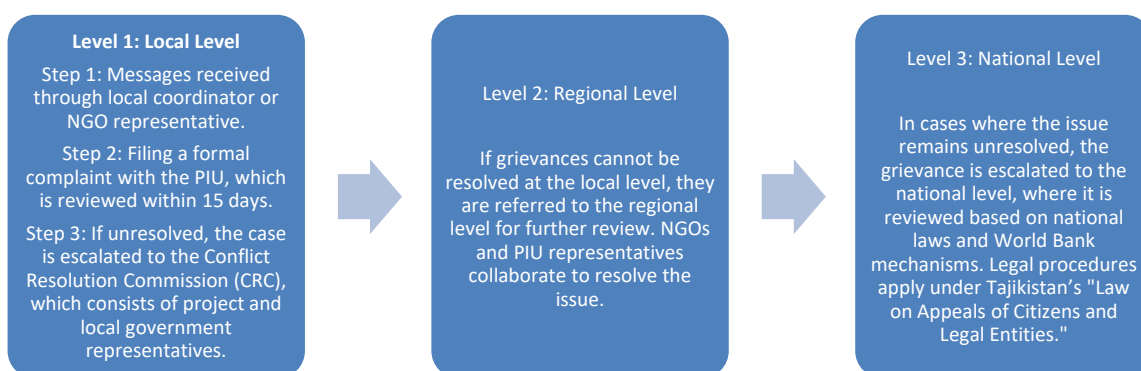 Level 1: Local Level
Step 1: Messages received
through local coordinator or
NGO representative.
Step 2: Filing a formal
complaint with the PIU, which
is reviewed within 15 days.
Step 3: If unresolved, the case
is escalated to the Conflict
Resolution Commission (CRC),
which consists of project and
local government
representatives.
Level 2: Regional Level
If grievances cannot be
resolved at the local level, they
are referred to the regional
level for further review. NGOs
and PIU representatives
collaborate to resolve the
issue.
Level 3: National Level
In cases where the issue
remains unresolved, the
grievance is escalated to the
national level, where it is
reviewed based on national
laws and World Bank
mechanisms. Legal procedures
apply under Tajikistan’s "Law
on Appeals of Citizens and
Legal Entities."